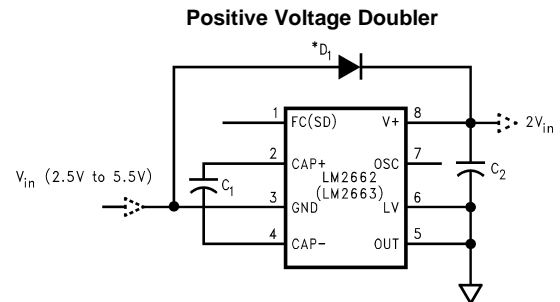 Positive Voltage Doubler
*D1
1 FC(SD) V+ 8 2Vin
2 CAP+ OSC 7
Vin (2.5V to 5.5V) C1 LM2662 C2
(LM2663)
3 GND LV 6
4 CAP- OUT 5